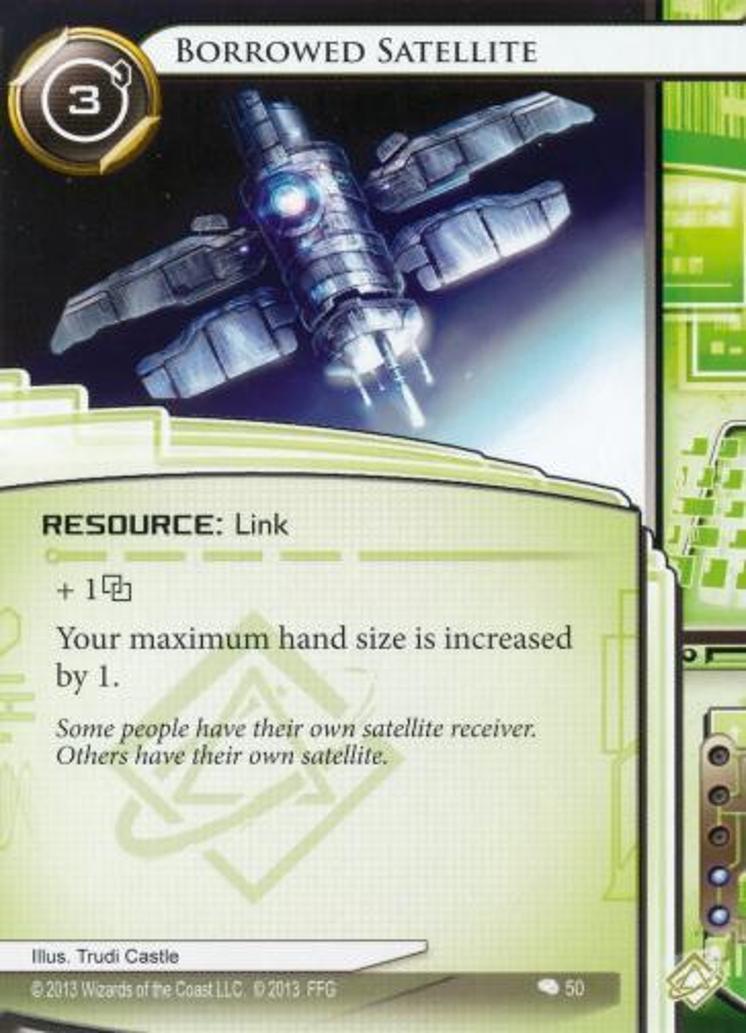 BORROWED SATELLITE
3
RESOURCE: Link
+ 1
Your maximum hand size is increased
by 1.
Some people have their own satellite receiver.
Others have their own satellite.
Illus. Trudi Castle
© 2013 Wizards of the Coast LLC. © 2013 FFG
50